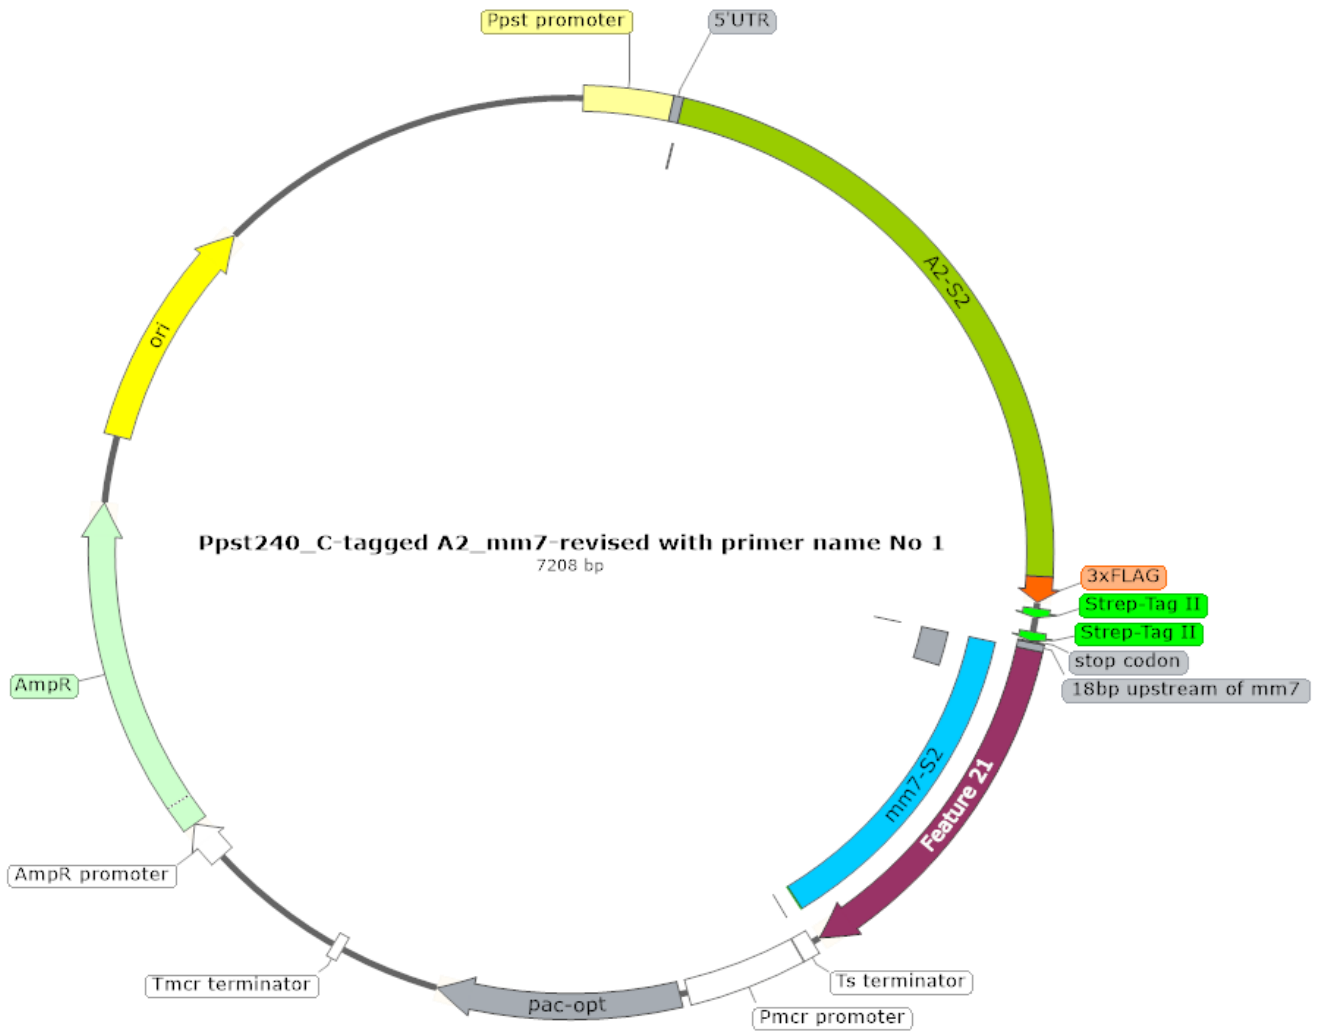 Ppst promoter
5'UTR
A2-S2
ori
Ppst240_C-tagged A2_mm7-revised with primer name No 1
7208 bp
3xFLAG
Strep-Tag II
Strep-Tag II
stop codon
18bp upstream of mm7
AmpR
mm7-S2
Feature 21
AmpR promoter
Tmcr terminator
Ts terminator
pac-opt
Pmcr promoter